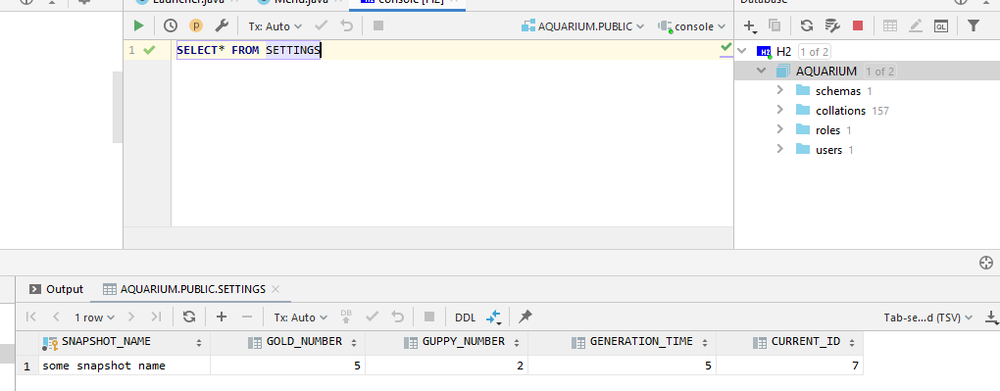 Launcher.java
Menu.java
console [H2]
Database
Tx: Auto
AQUARIUM.PUBLIC
console
1
SELECT* FROM SETTINGS
H2 1 of 2
AQUARIUM 1 of 2
schemas 1
collations 157
roles 1
users 1
Output
AQUARIUM.PUBLIC.SETTINGS
1 row
Tx: Auto
DB
DDL
Tab-se...d (TSV)
SNAPSHOT_NAME GOLD_NUMBER GUPPY_NUMBER GENERATION_TIME CURRENT_ID
1 some snapshot name 5 2 5 7